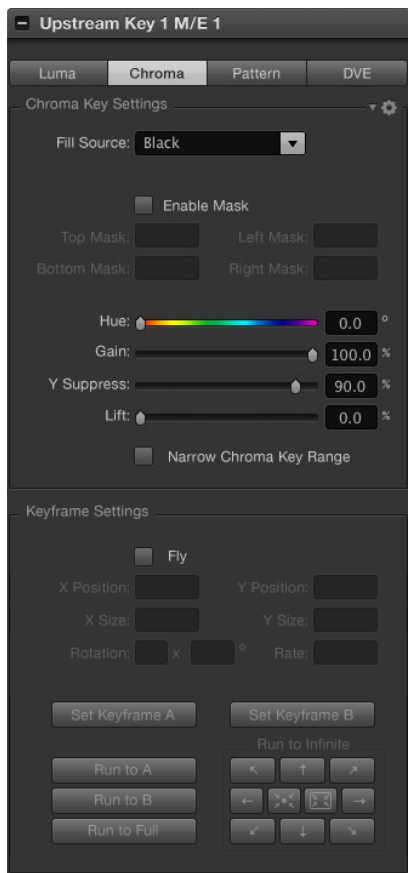 Upstream Key 1 M/E 1
Luma Chroma Pattern DVE
Chroma Key Settings
Fill Source: Black
Enable Mask
Top Mask: Left Mask:
Bottom Mask: Right Mask:
Hue: 0.0 °
Gain: 100.0 %
Y Suppress: 90.0 %
Lift: 0.0 %
Narrow Chroma Key Range
Keyframe Settings
Fly
X Position: Y Position:
X Size: Y Size:
Rotation: x ° Rate:
Set Keyframe A Set Keyframe B
Run to Infinite
Run to A
Run to B
Run to Full